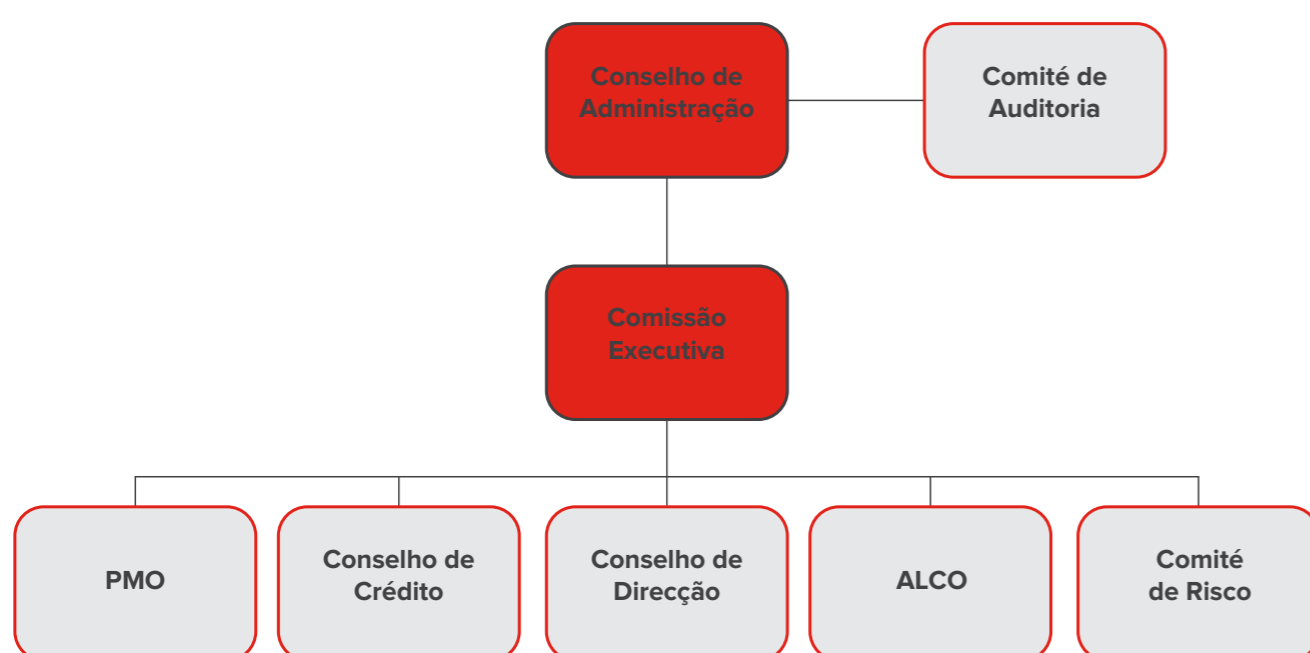 Conselho de
Administração
Comité de
Auditoria
Comissão
Executiva
PMO
Conselho de
Crédito
Conselho de
Direcção
ALCO
Comité
de Risco